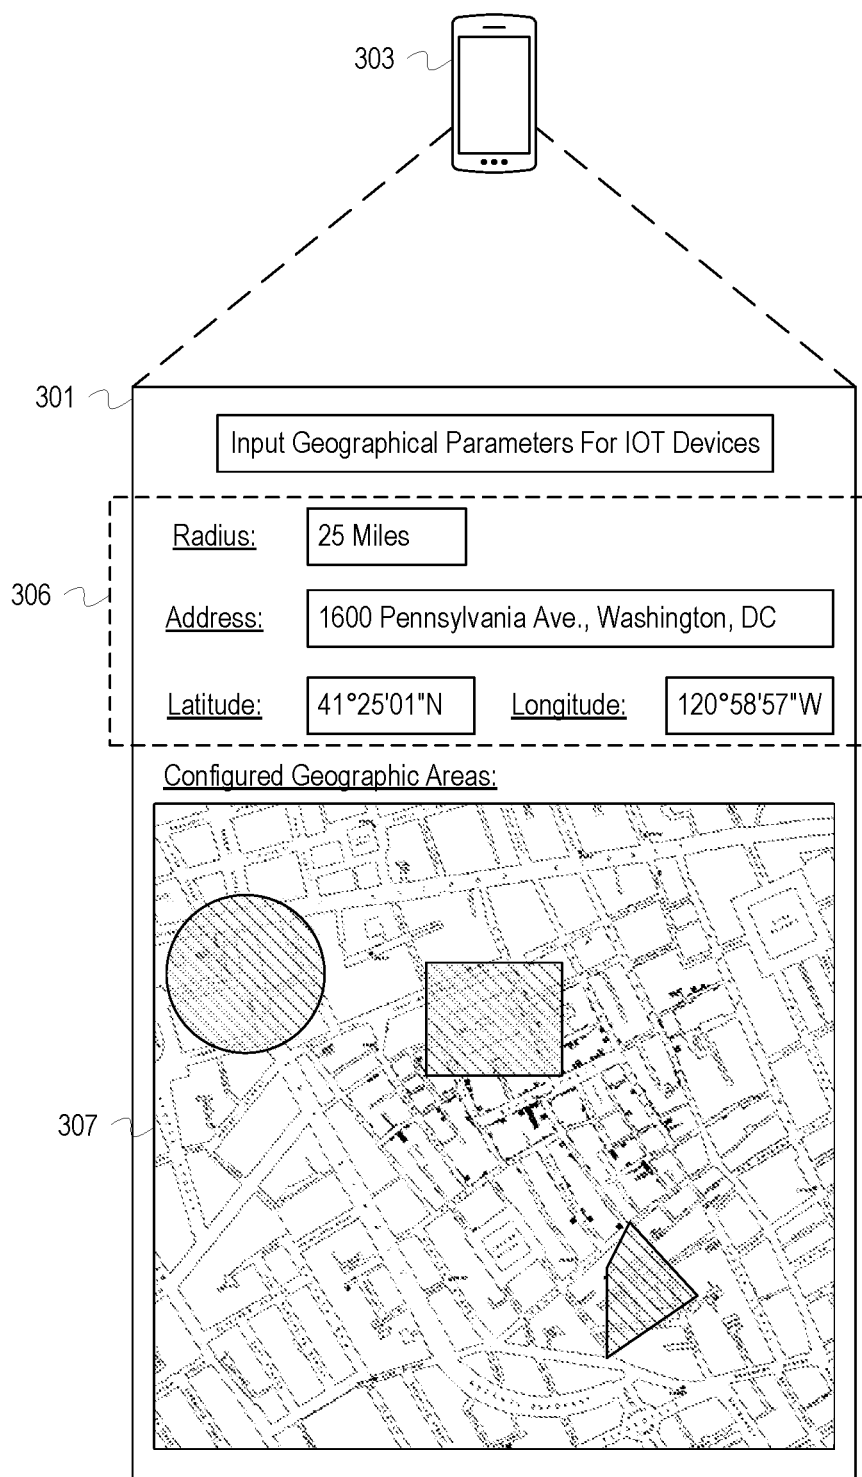 303
301
Input Geographical Parameters For IOT Devices
Radius: 25 Miles
306
Address: 1600 Pennsylvania Ave., Washington, DC
Latitude: 41°25'01"N Longitude: 120°58'57"W
Configured Geographic Areas:
307